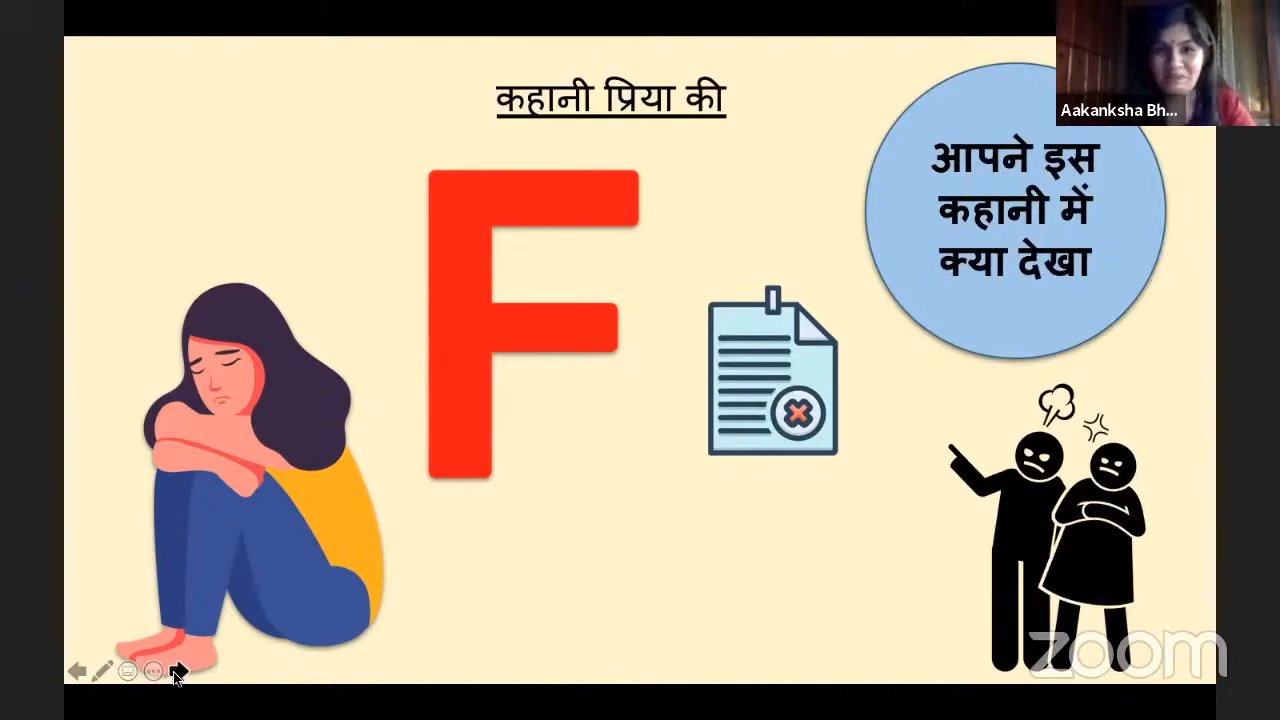 कहानी प्रिया की
F
आपने इस
कहानी में
क्या देखा
Aakanksha Bh...
zoom